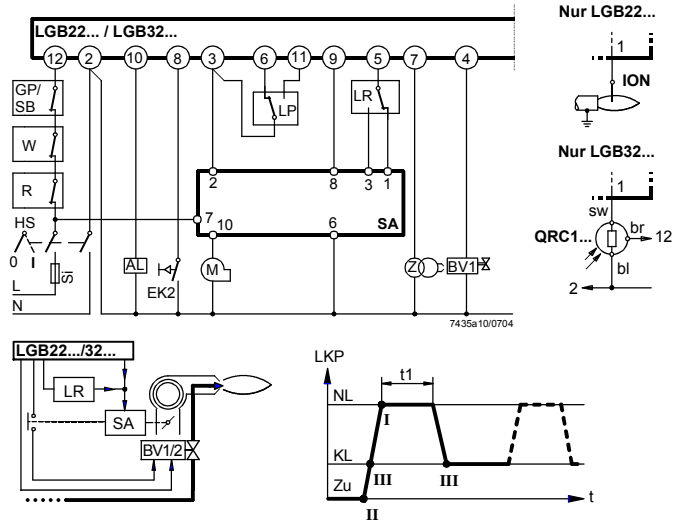 LGB22... / LGB32...
12 2 10 8 3 6 11 9 5 7 4
GP/
SB
W
R
HS
0 I
L
N
Si
AL
EK2
M
LP
LR
2 8 3 1
7
10 6 SA
Z
BV1
7435a10/0704
Nur LGB22...
1
ION
Nur LGB32...
1
sw
QRC1...
br
12
bl
2
LGB22.../32...
LR
SA
BV1/2
LKP
NL
t1
I
KL
III III
Zu
II
t